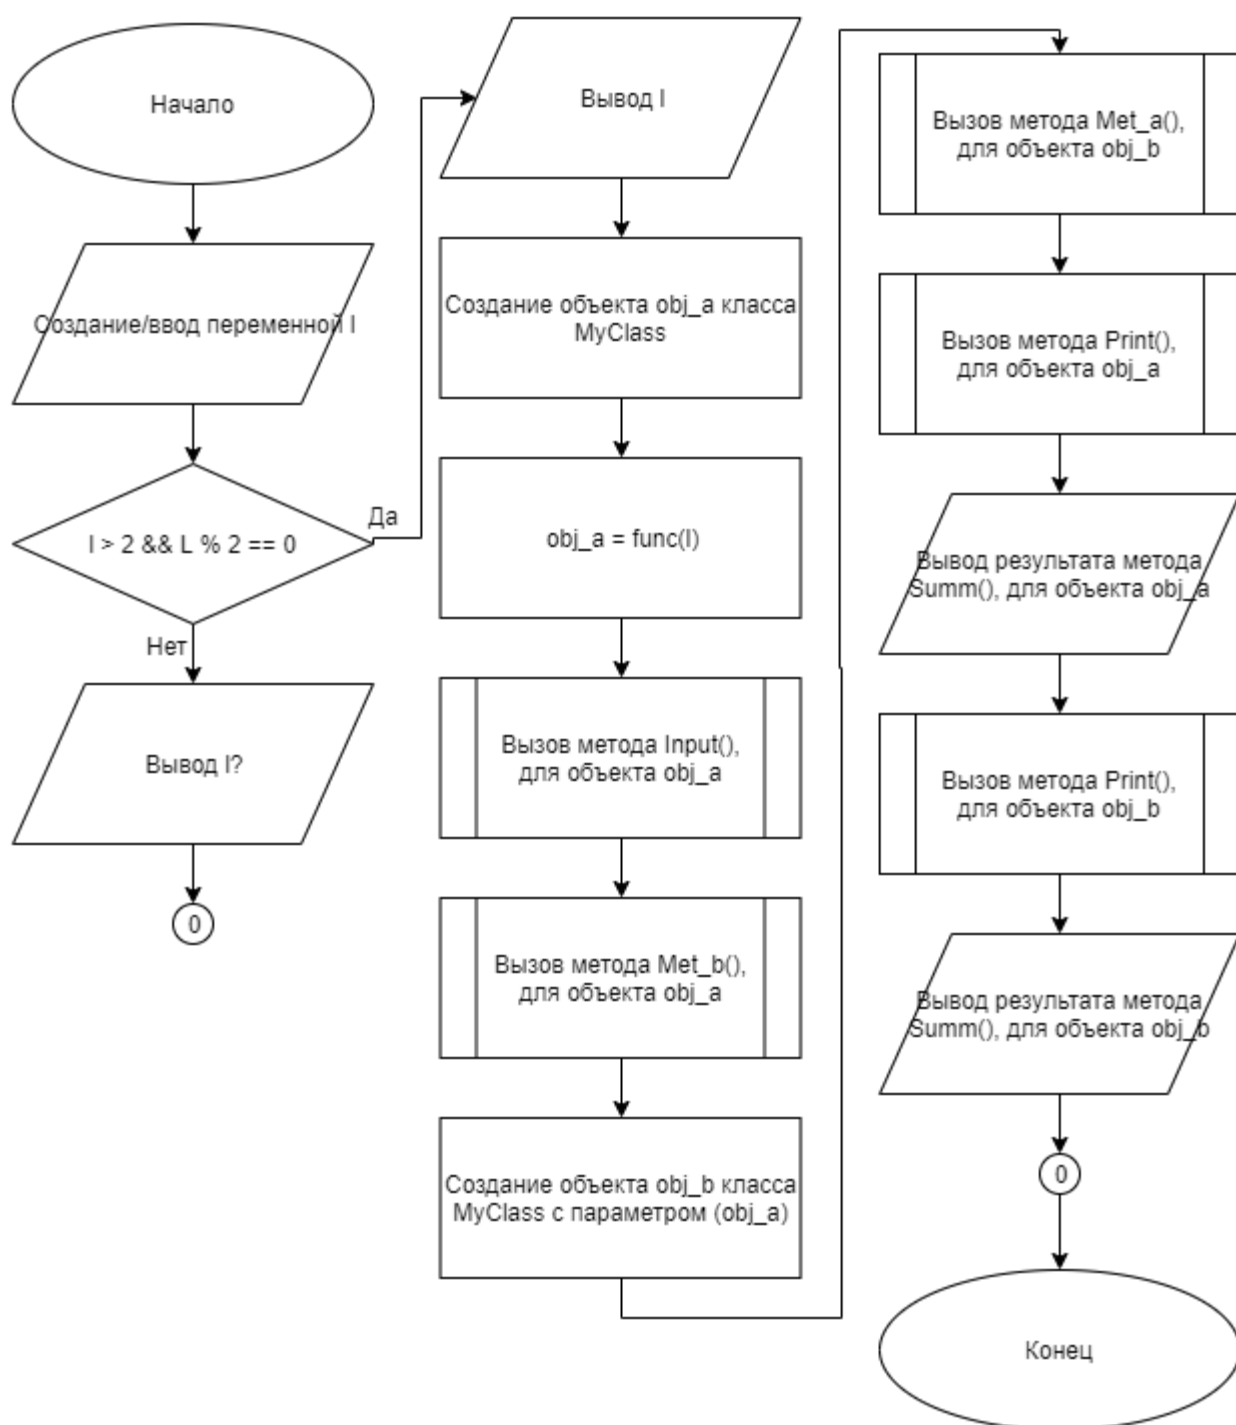 Начало
Создание/ввод переменной l
l > 2 && L % 2 == 0
Да
Нет
Вывод l?
0
Вывод l
Создание объекта obj_a класса
MyClass
obj_a = func(l)
Вызов метода Input(),
для объекта obj_a
Вызов метода Met_b(),
для объекта obj_a
Создание объекта obj_b класса
MyClass с параметром (obj_a)
Вызов метода Met_a(),
для объекта obj_b
Вызов метода Print(),
для объекта obj_a
Вывод результата метода
Summ(), для объекта obj_a
Вызов метода Print(),
для объекта obj_b
Вывод результата метода
Summ(), для объекта obj_b
0
Конец